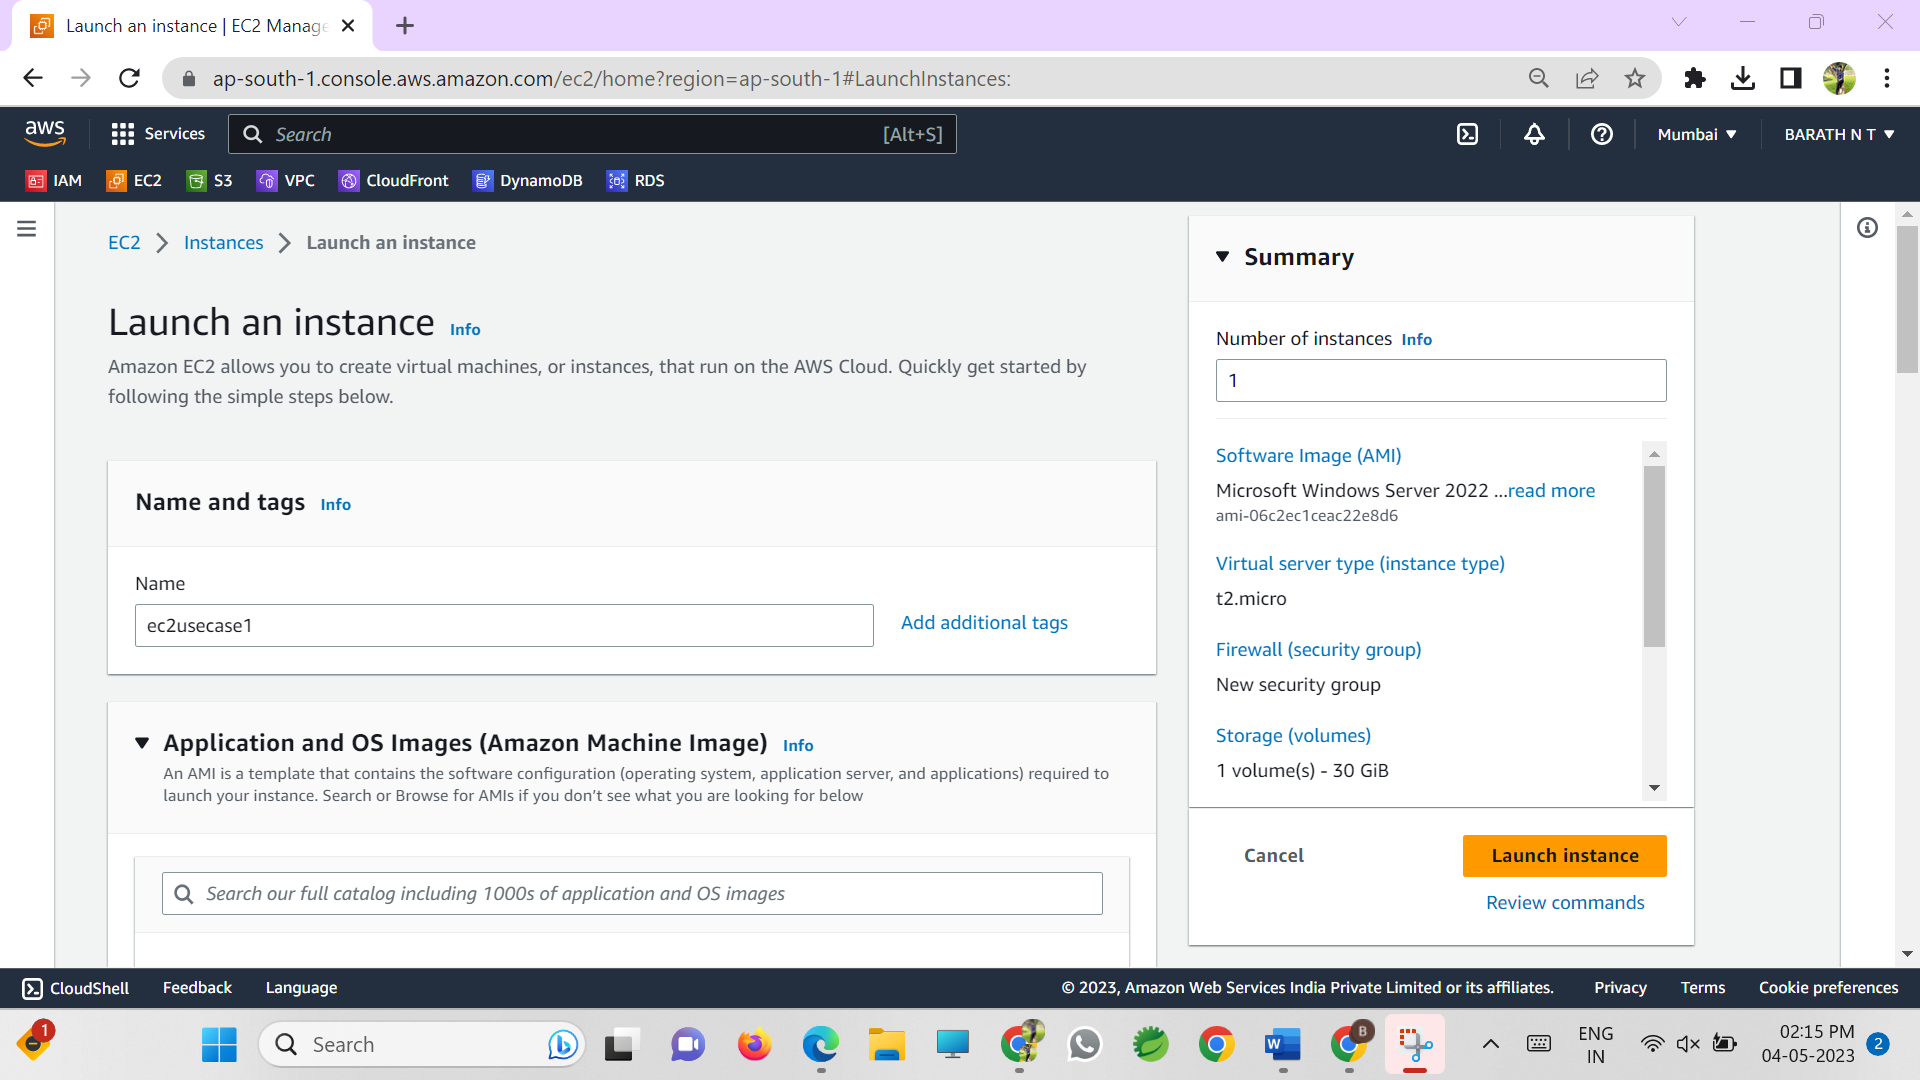 Launch an instance | EC2 Manage
ap-south-1.console.aws.amazon.com/ec2/home?region=ap-south-1#LaunchInstances:
aws
Services
Search
[Alt+S]
Mumbai
BARATH N T
IAM
EC2
S3
VPC
CloudFront
DynamoDB
RDS
EC2
Instances
Launch an instance
Launch an instance Info
Amazon EC2 allows you to create virtual machines, or instances, that run on the AWS Cloud. Quickly get started by
following the simple steps below.
Name and tags Info
Name
ec2usecase1
Add additional tags
Application and OS Images (Amazon Machine Image) Info
An AMI is a template that contains the software configuration (operating system, application server, and applications) required to
launch your instance. Search or Browse for AMIs if you don’t see what you are looking for below
Search our full catalog including 1000s of application and OS images
Summary
Number of instances Info
1
Software Image (AMI)
Microsoft Windows Server 2022 ...read more
ami-06c2ec1ceac22e8d6
Virtual server type (instance type)
t2.micro
Firewall (security group)
New security group
Storage (volumes)
1 volume(s) - 30 GiB
Cancel
Launch instance
Review commands
CloudShell
Feedback
Language
© 2023, Amazon Web Services India Private Limited or its affiliates.
Privacy
Terms
Cookie preferences
1
Search
W
B
ENG
IN
02:15 PM
04-05-2023
2